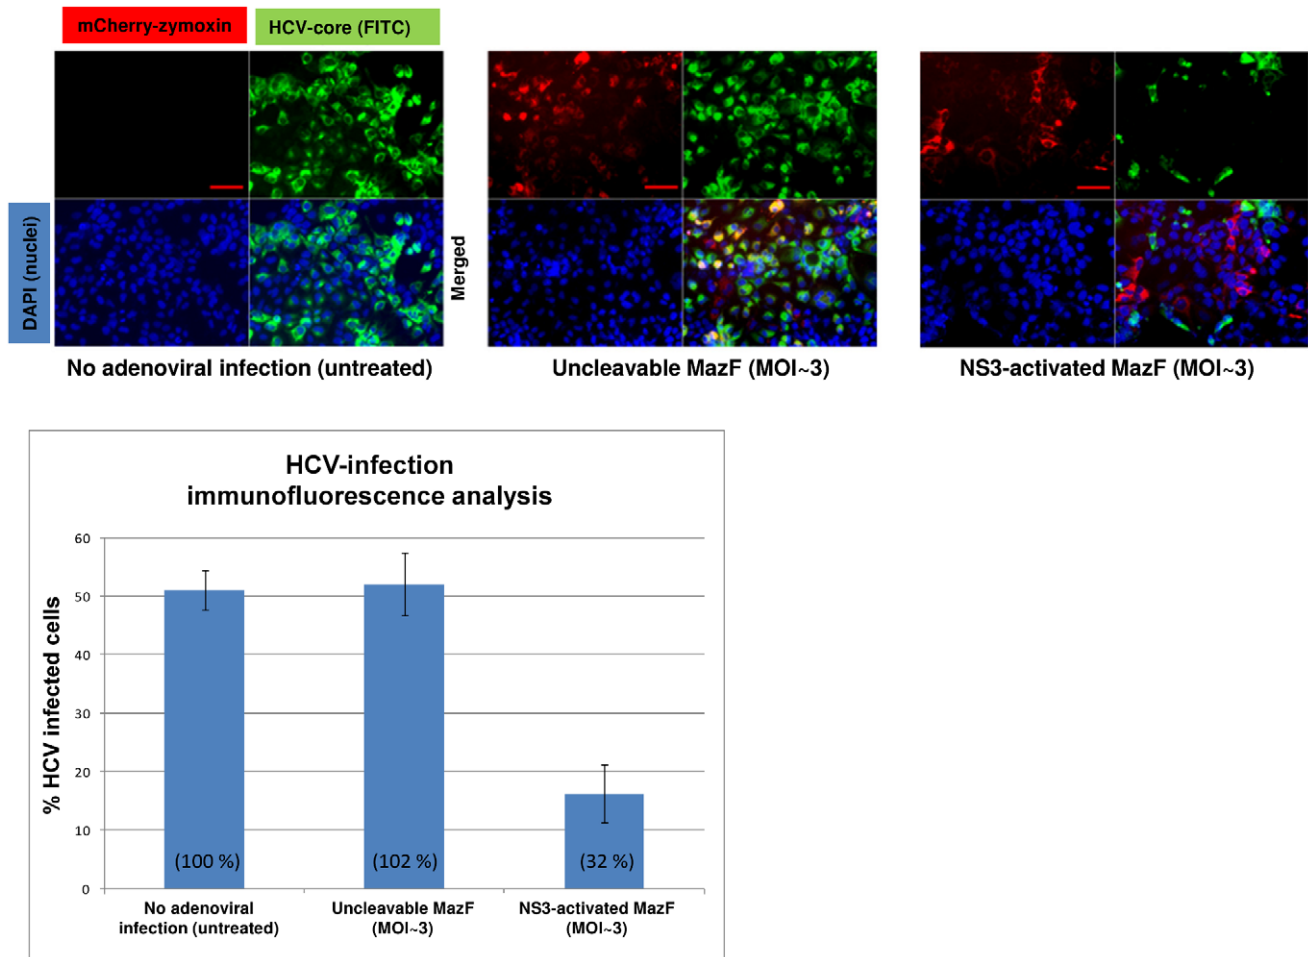 mCherry-zymoxin
HCV-core (FITC)
DAPI (nuclei)
Merged
No adenoviral infection (untreated)
Uncleavable MazF (MOI~3)
NS3-activated MazF (MOI~3)
HCV-infection
immunofluorescence analysis
% HCV infected cells
60
50
40
30
20
10
0
(100 %)
(102 %)
(32 %)
No adenoviral
infection (untreated)
Uncleavable MazF
(MOI~3)
NS3-activated MazF
(MOI~3)